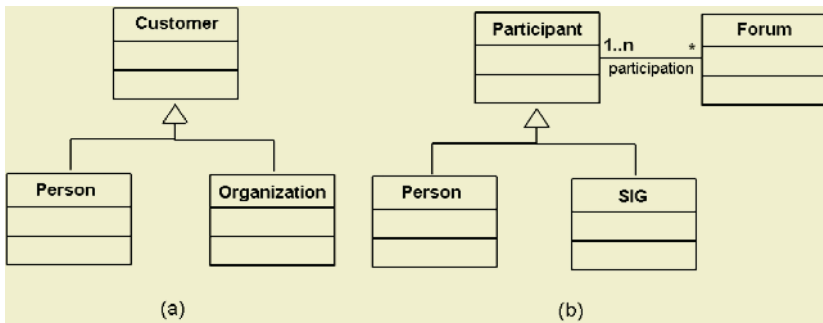 Customer
Person
Organization
(a)
Participant
1..n
*
participation
Forum
Person
SIG
(b)